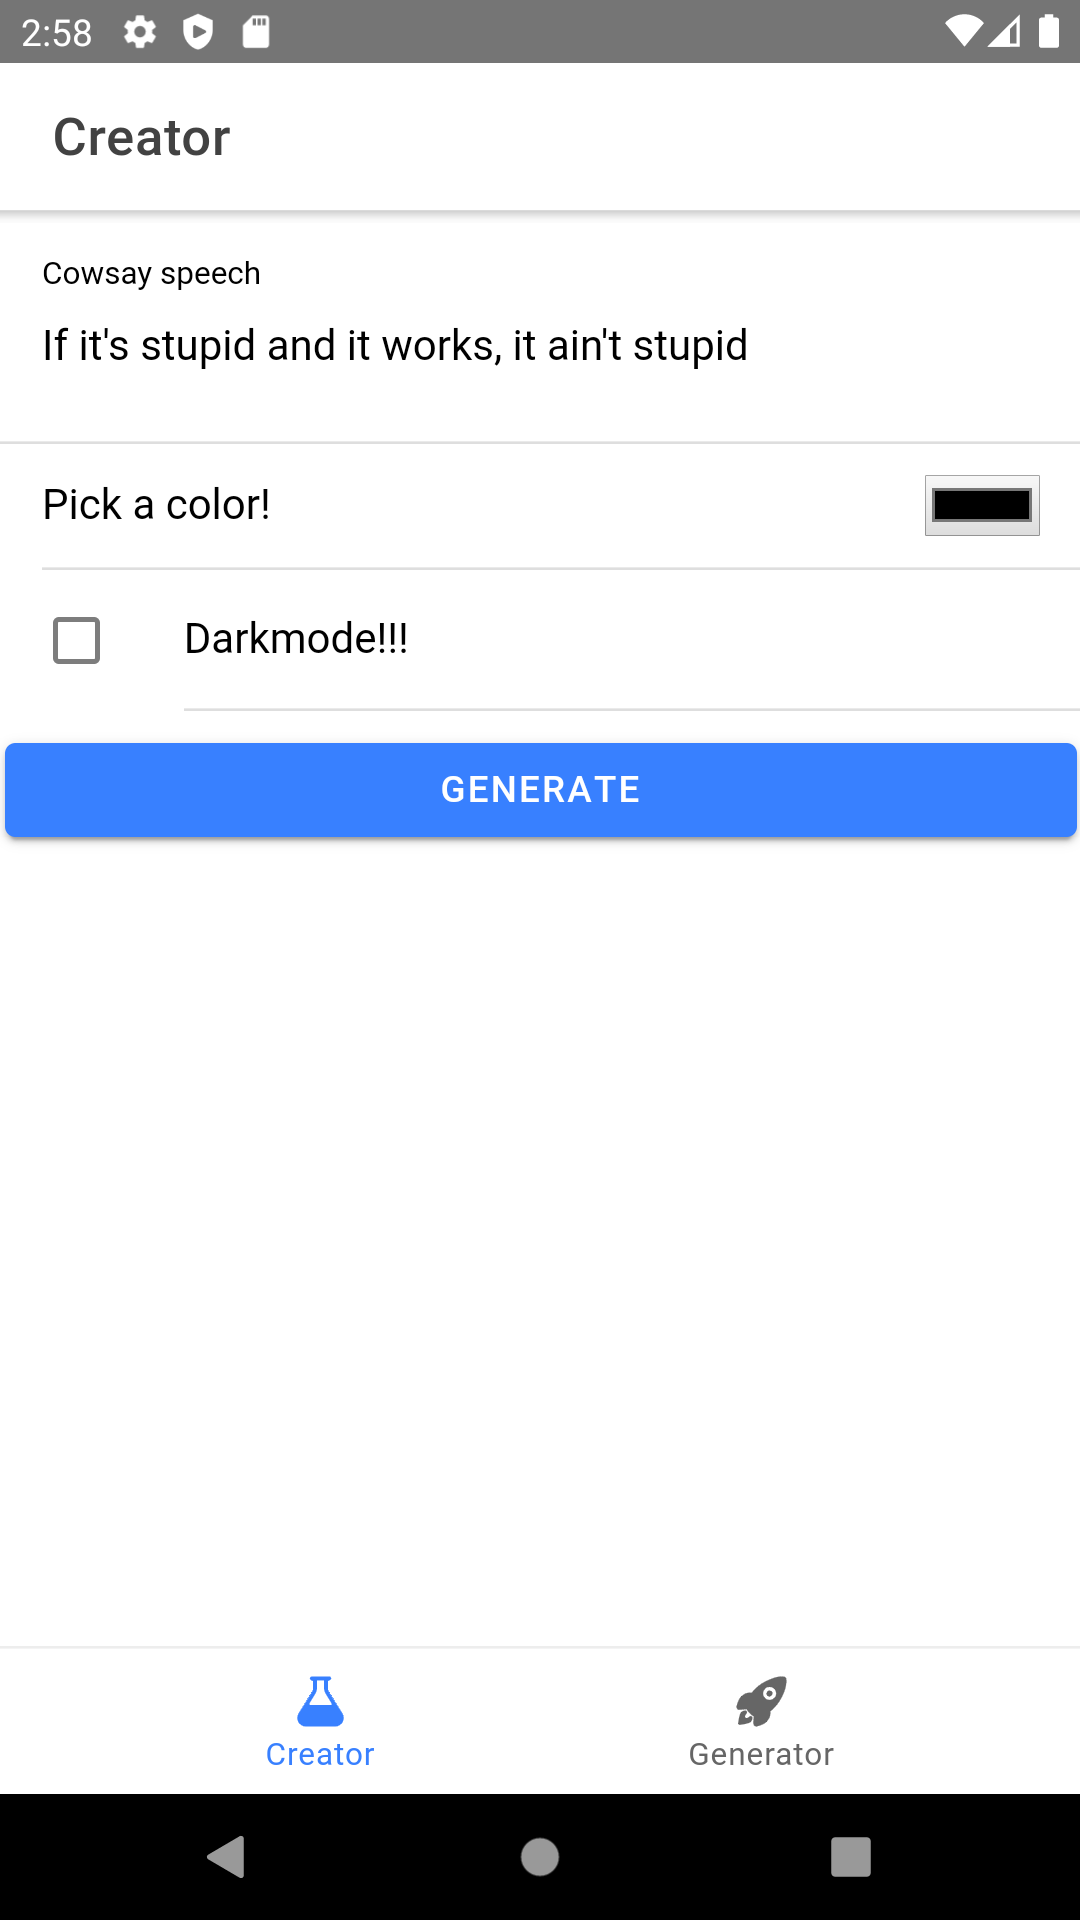 2:58
Creator
Cowsay speech
If it's stupid and it works, it ain't stupid
Pick a color!
Darkmode!!!
GENERATE
Creator
Generator